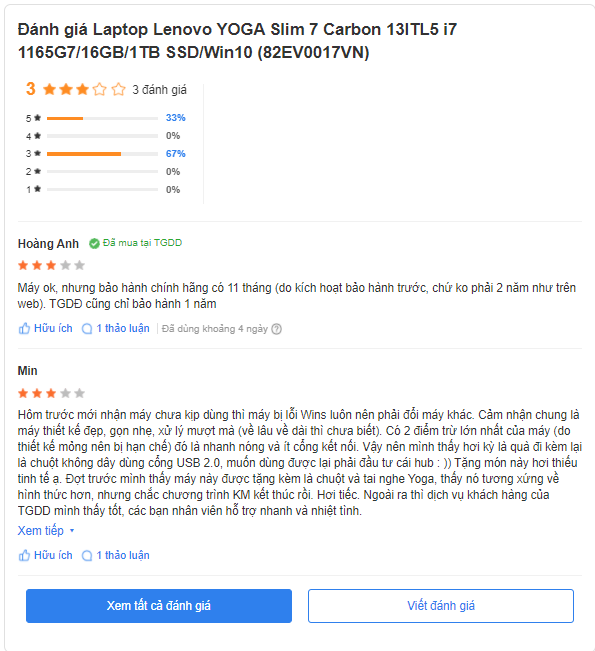 Đánh giá Laptop Lenovo YOGA Slim 7 Carbon 13ITL5 i7
1165G7/16GB/1TB SSD/Win10 (82EV0017VN)
3 3 đánh giá
5 33%
4 0%
3 67%
2 0%
1 0%
Hoàng Anh Đã mua tại TGDD
Máy ok, nhưng bảo hành chính hãng có 11 tháng (do kích hoạt bảo hành trước, chứ ko phải 2 năm như trên
web). TGDĐ cũng chỉ bảo hành 1 năm
Hữu ích 1 thảo luận Đã dùng khoảng 4 ngày ?
Min
Hôm trước mới nhận máy chưa kịp dùng thì máy bị lỗi Wins luôn nên phải đổi máy khác. Cảm nhận chung là
máy thiết kế đẹp, gọn nhẹ, xử lý mượt mà (về lâu về dài thì chưa biết). Có 2 điểm trừ lớn nhất của máy (do
thiết kế mỏng nên bị hạn chế) đó là nhanh nóng và ít cổng kết nối. Vậy nên mình thấy hơi kỳ là quà đi kèm lại
là chuột không dây dùng cổng USB 2.0, muốn dùng được lại phải đầu tư cái hub : )) Tặng món này hơi thiếu
tinh tế ạ. Đợt trước mình thấy máy này được tặng kèm là chuột và tai nghe Yoga, thấy nó tương xứng về
hình thức hơn, nhưng chắc chương trình KM kết thúc rồi. Hơi tiếc. Ngoài ra thì dịch vụ khách hàng của
TGDD mình thấy tốt, các bạn nhân viên hỗ trợ nhanh và nhiệt tình.
Xem tiếp
Hữu ích 1 thảo luận
Xem tất cả đánh giá Viết đánh giá